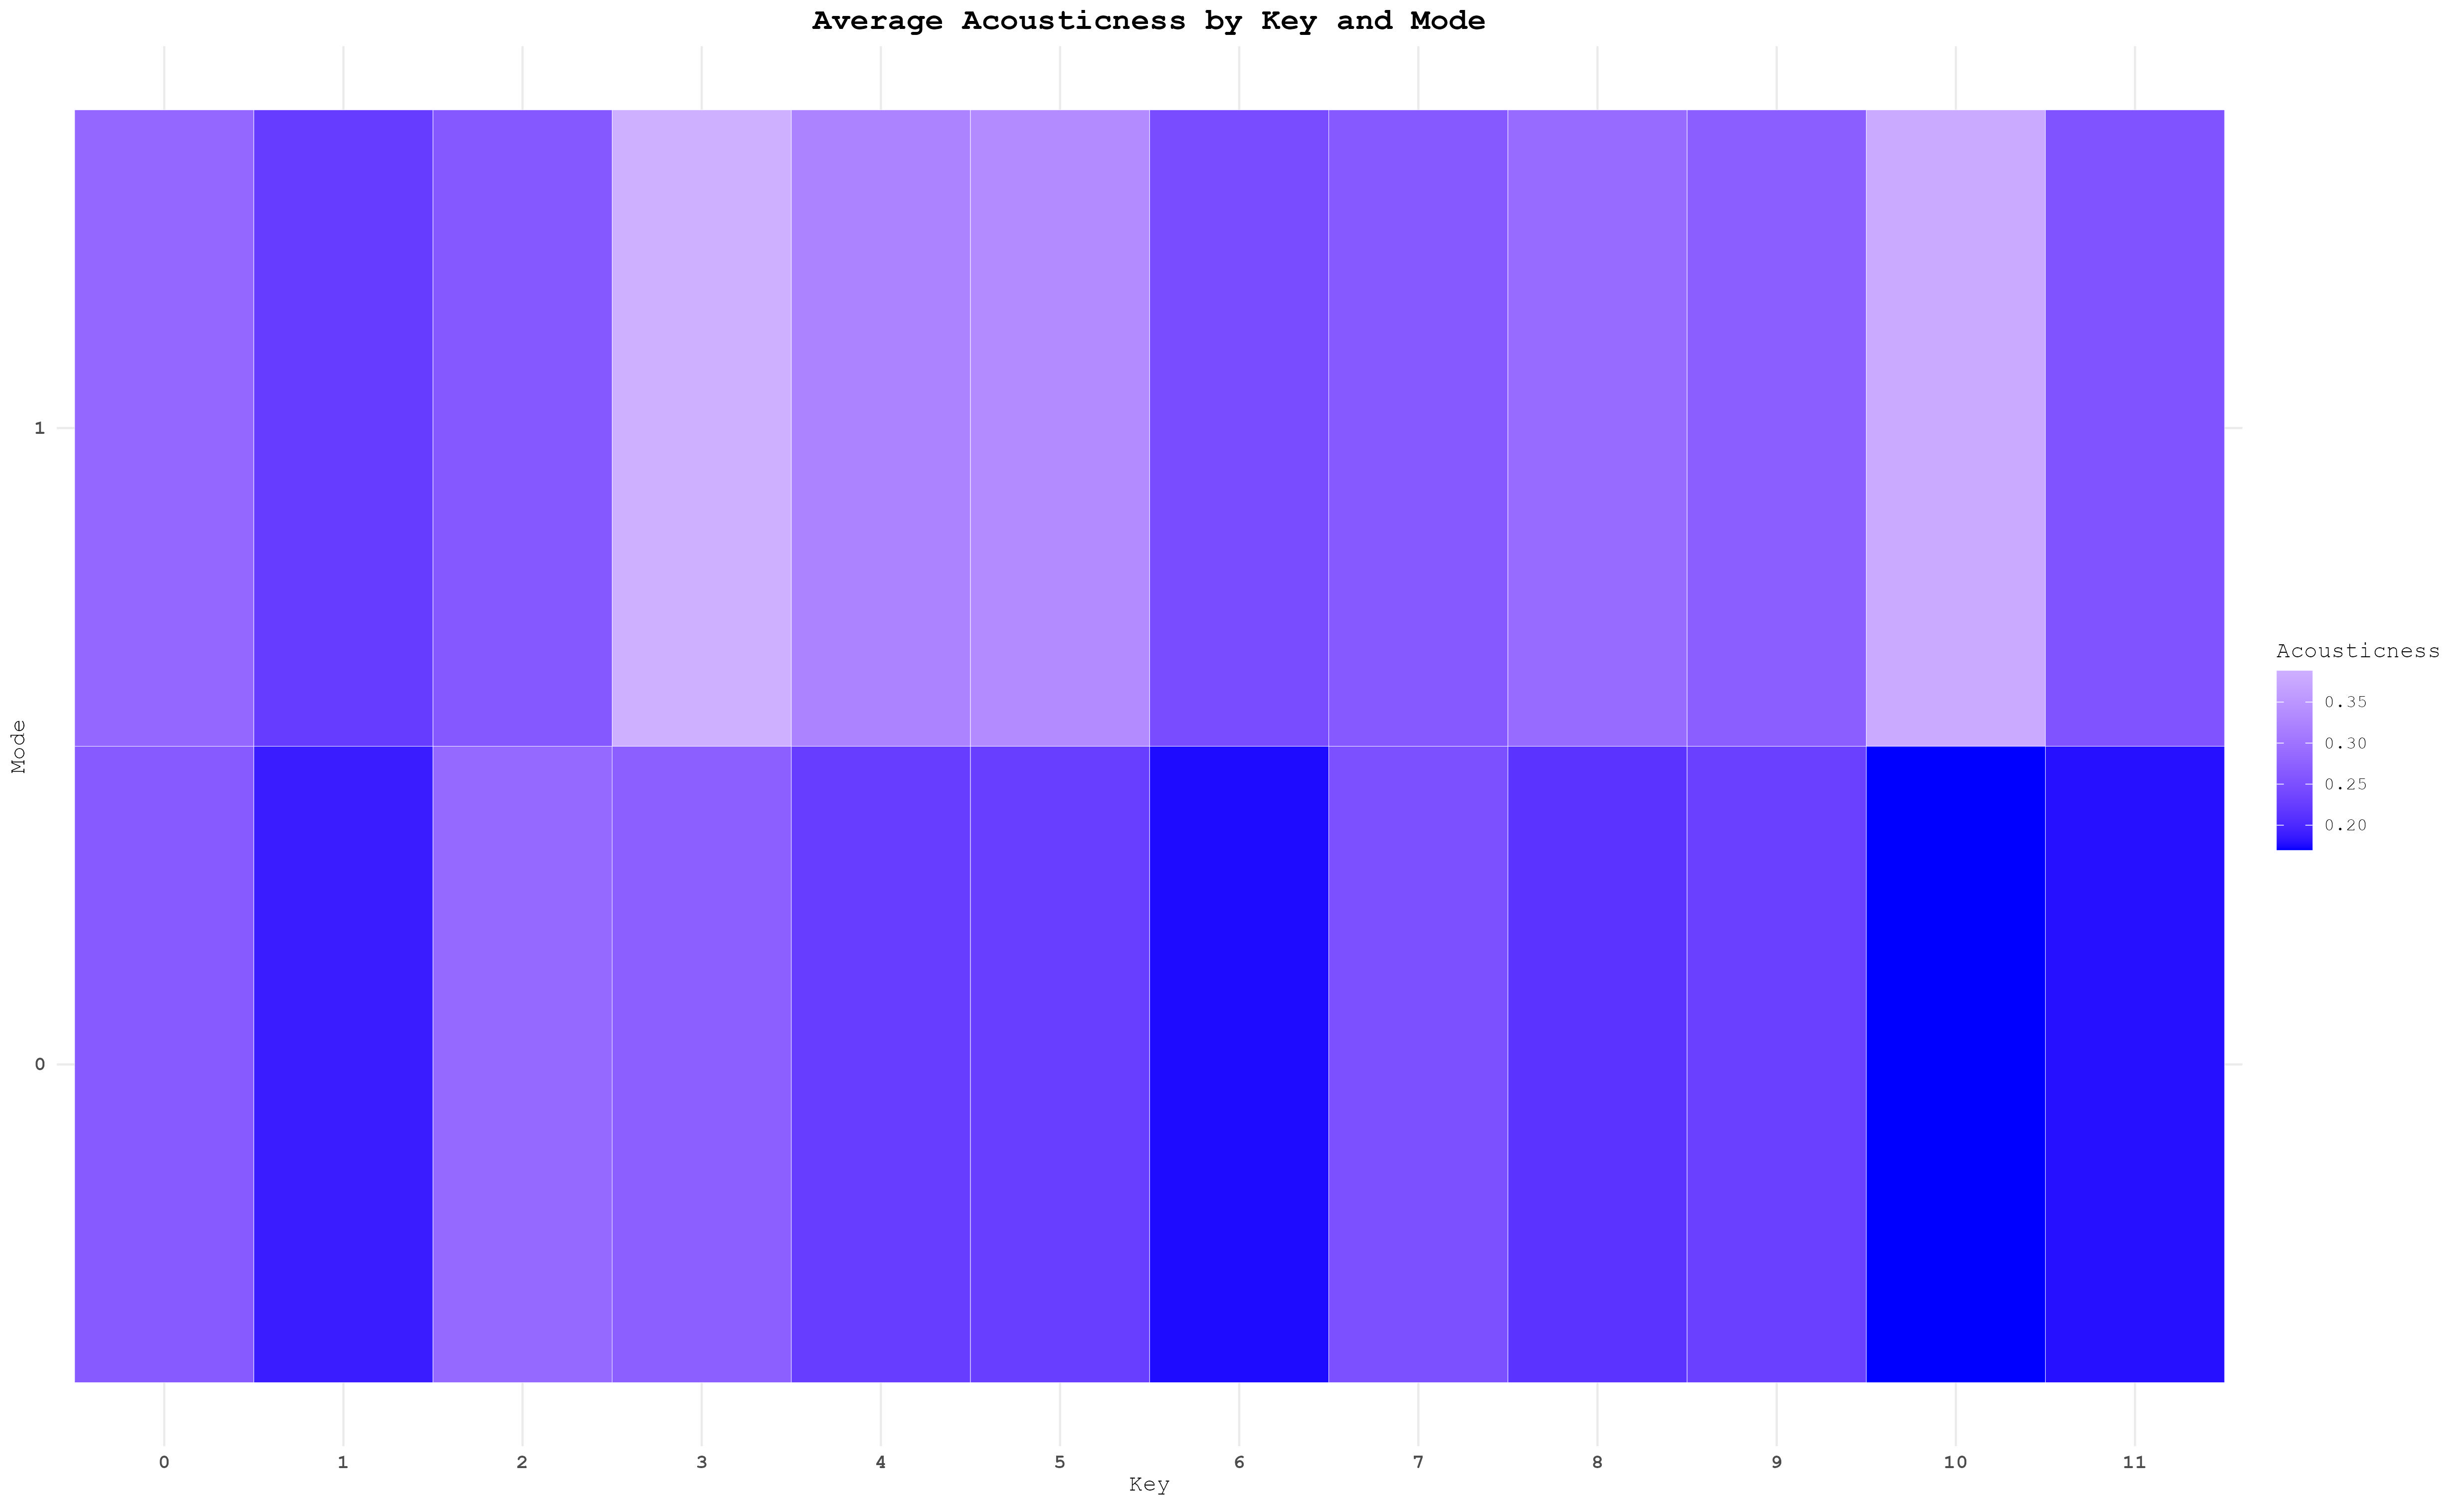 Average Acousticness by Key and Mode
1
0
Mode
0 1 2 3 4 5 6 7 8 9 10 11
Key
Acousticness
0.35
0.30
0.25
0.20